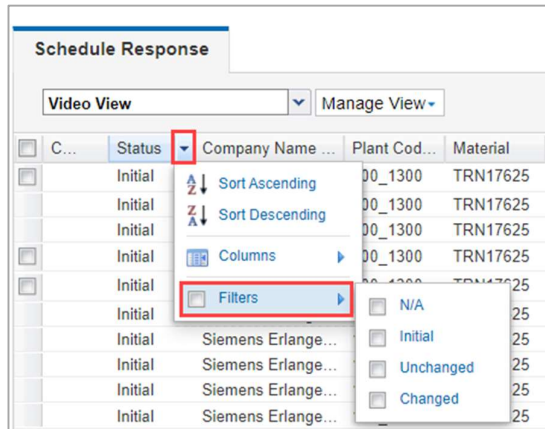 Schedule Response
Video View Manage View
C... Status Company Name ... Plant Cod... Material
Initial 00_1300 TRN17625
Sort Ascending
Initial 00_1300 TRN17625
Sort Descending
Initial 00_1300 TRN17625
Initial Columns 00_1300 TRN17625
Initial TRN17625
Filters
N/A
Initial 25
Initial Siemens Erlange... Initial 25
Initial Siemens Erlange... Unchanged 25
Initial Siemens Erlange... Changed 25
Initial Siemens Erlange... 25